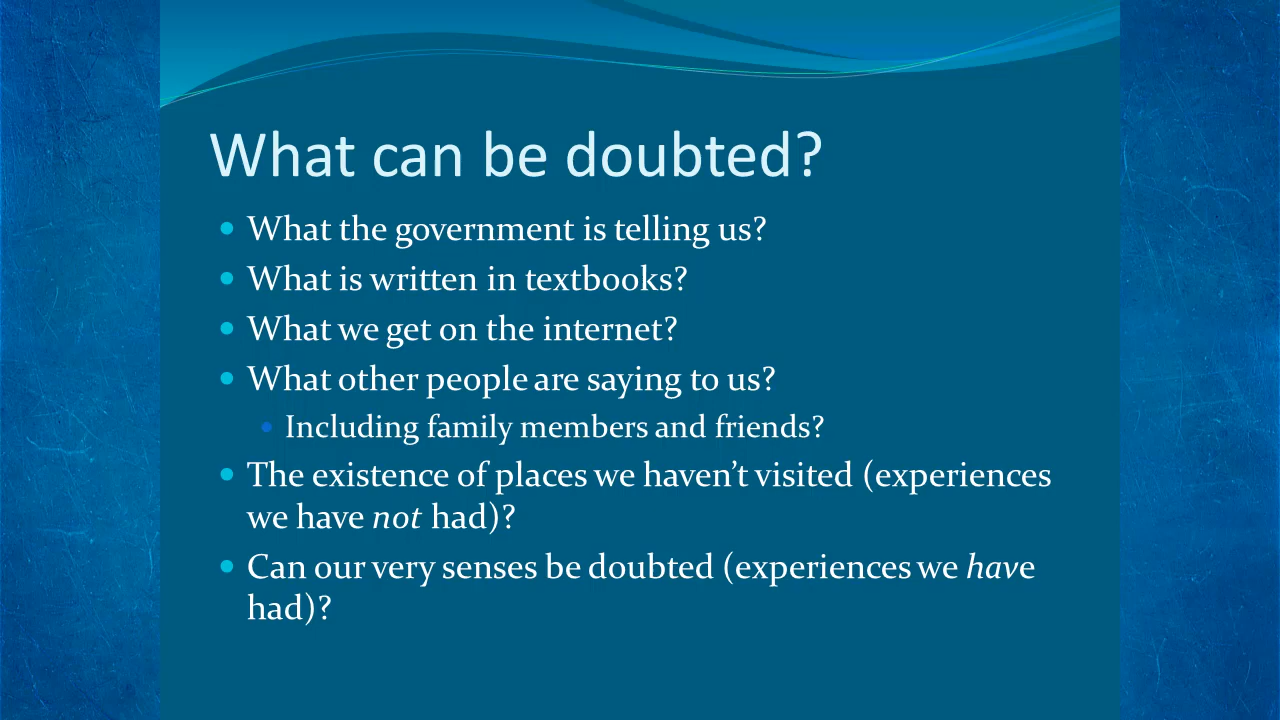 What can be doubted?
• What the government is telling us?
• What is written in textbooks?
• What we get on the internet?
• What other people are saying to us?
• Including family members and friends?
• The existence of places we haven’t visited (experiences
we have not had)?
• Can our very senses be doubted (experiences we have
had)?